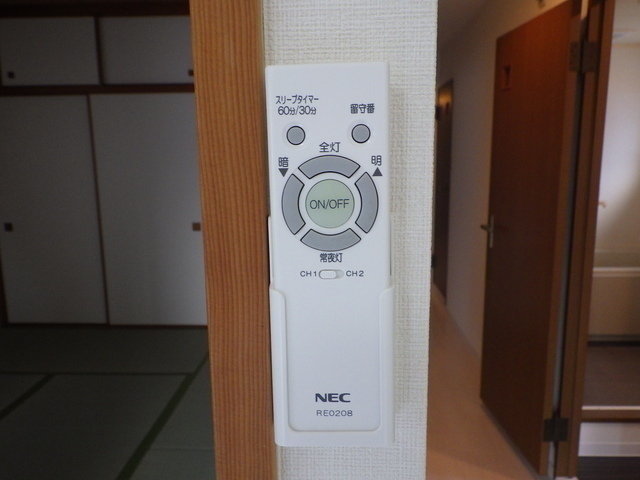 スリープタイマー
60分/30分
留守番
全灯
暗
▼
明
▲
ON/OFF
常夜灯
CH1 CH2
NEC
RE0208